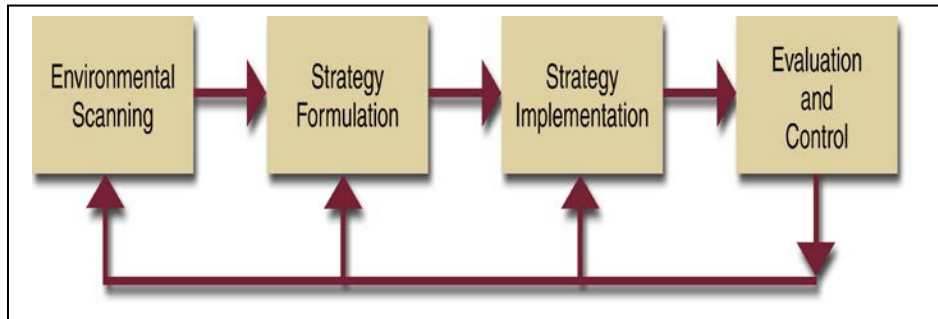 Environmental
Scanning
Strategy
Formulation
Strategy
Implementation
Evaluation
and
Control